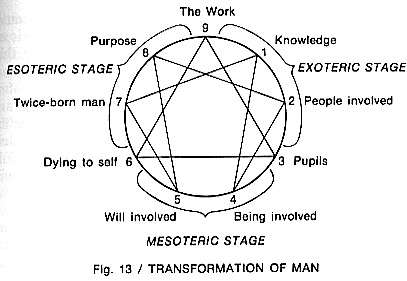 The Work
9
Purpose
8
1
Knowledge
ESOTERIC STAGE
EXOTERIC STAGE
Twice-born man
7
2
People involved
Dying to self
6
3
Pupils
5
4
Will involved
Being involved
MESOTERIC STAGE
Fig. 13 / TRANSFORMATION OF MAN